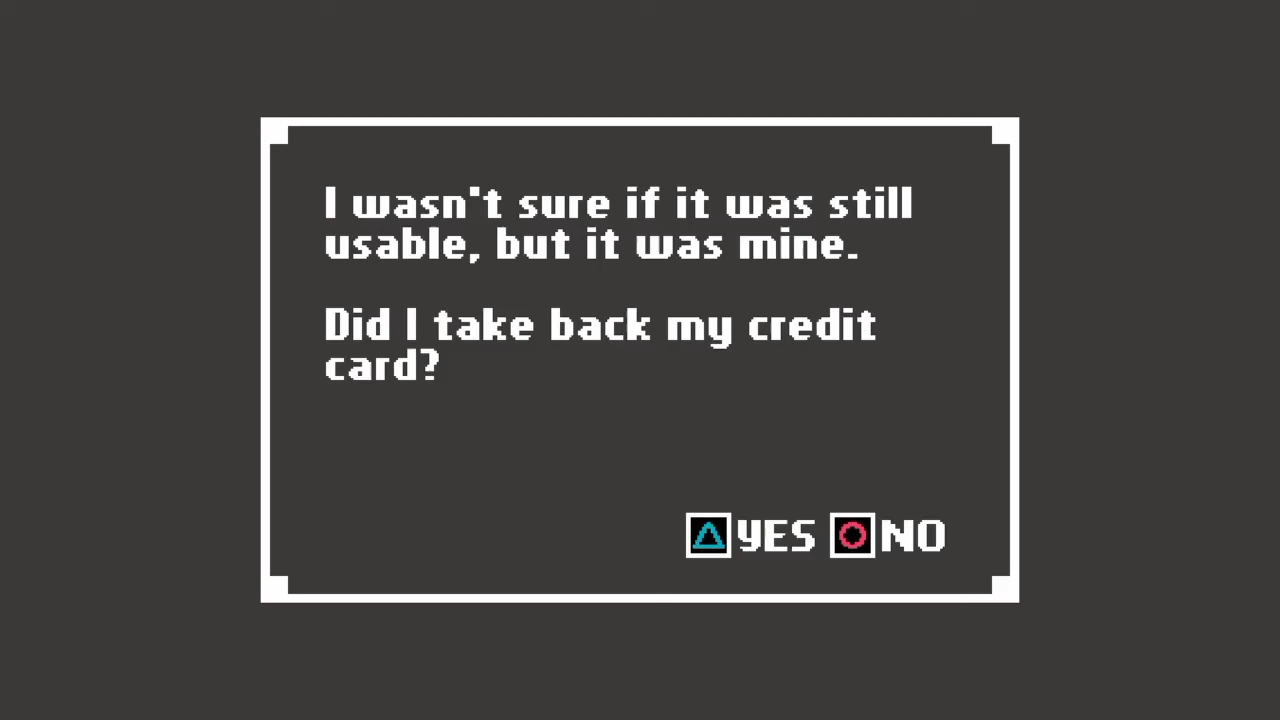 I wasn't sure if it was still
usable, but it was mine.
Did I take back my credit
card?
YES NO